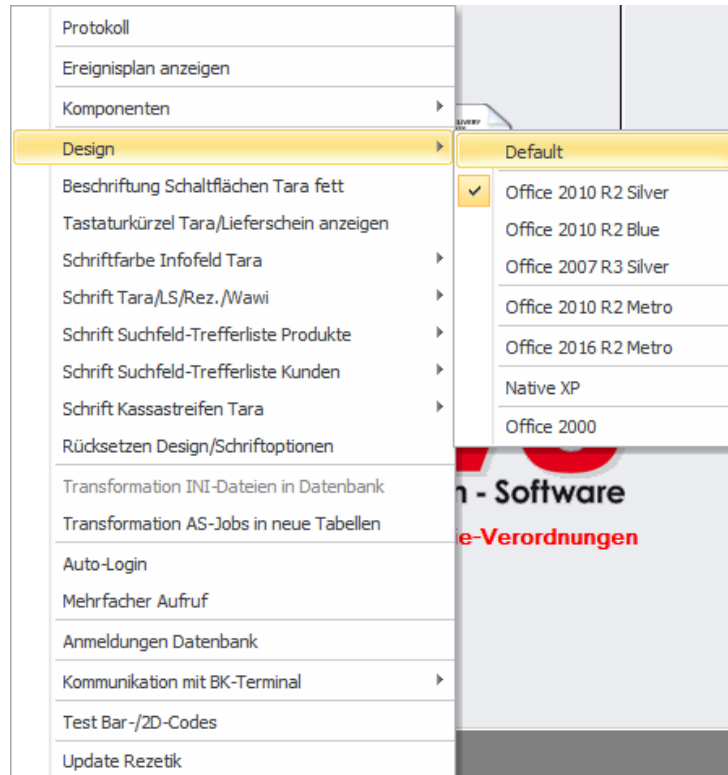 Protokoll
Ereignisplan anzeigen
Komponenten
Design
Beschriftung Schaltflächen Tara fett
Tastaturkürzel Tara/Lieferschein anzeigen
Schriftfarbe Infofeld Tara
Schrift Tara/LS/Rez./Wawi
Schrift Suchfeld-Trefferliste Produkte
Schrift Suchfeld-Trefferliste Kunden
Schrift Kassastreifen Tara
Rücksetzen Design/Schriftoptionen
Transformation INI-Dateien in Datenbank
Transformation AS-Jobs in neue Tabellen
Auto-Login
Mehrfacher Aufruf
Anmeldungen Datenbank
Kommunikation mit BK-Terminal
Test Bar-/2D-Codes
Update Rezetik
Default
Office 2010 R2 Silver
Office 2010 R2 Blue
Office 2007 R3 Silver
Office 2010 R2 Metro
Office 2016 R2 Metro
Native XP
Office 2000
n - Software
e-Verordnungen